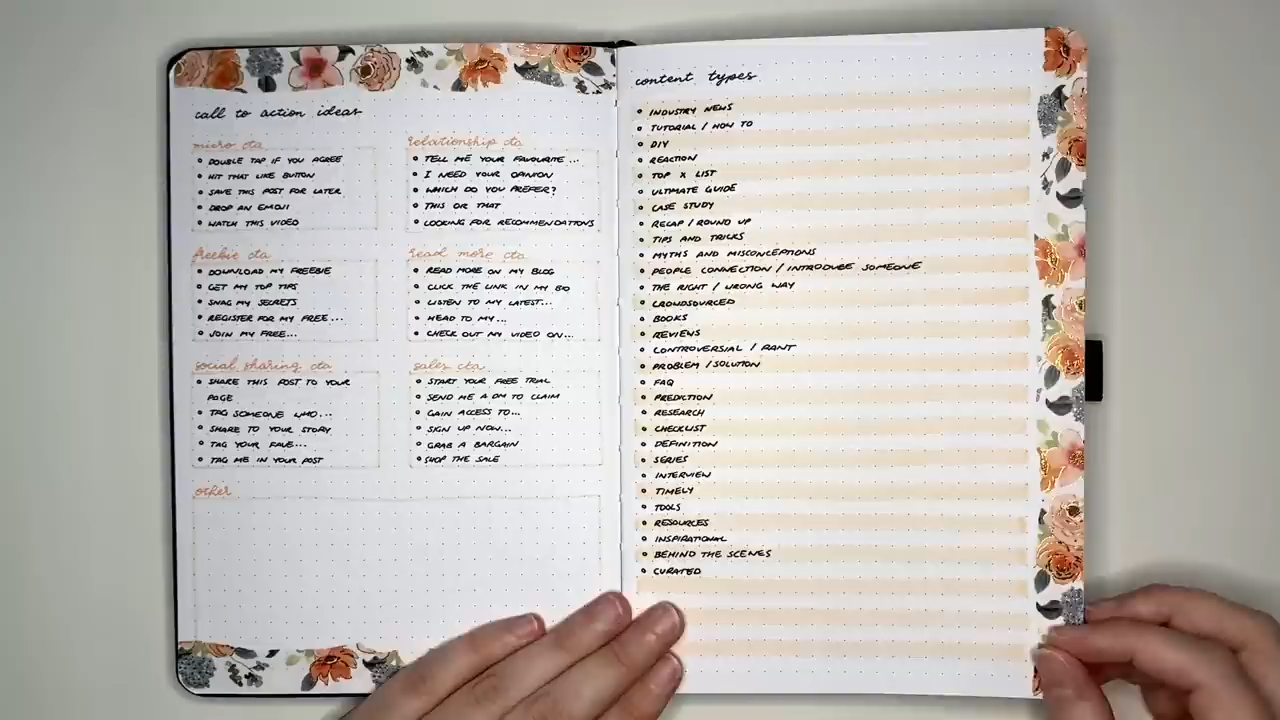 call to action ideas
micro cta
DOUBLE TAP IF YOU AGREE
HIT THAT LIKE BUTTON
SAVE THIS POST FOR LATER
DROP AN EMOJI
WATCH THIS VIDEO
relationship cta
TELL ME YOUR FAVOURITE ...
I NEED YOUR OPINION
WHICH DO YOU PREFER?
THIS OR THAT
LOOKING FOR RECOMMENDATIONS
freebie cta
DOWNLOAD MY FREEBIE
GET MY TOP TIPS
SNAG MY SECRETS
REGISTER FOR MY FREE...
JOIN MY FREE...
read more cta
READ MORE ON MY BLOG
CLICK THE LINK IN MY BIO
LISTEN TO MY LATEST...
HEAD TO MY...
CHECK OUT MY VIDEO ON...
social sharing cta
SHARE THIS POST TO YOUR
PAGE
TAG SOMEONE WHO...
SHARE TO YOUR STORY
TAG YOUR FAVE...
TAG ME IN YOUR POST
sales cta
START YOUR FREE TRIAL
SEND ME A DM TO CLAIM
GAIN ACCESS TO...
SIGN UP NOW...
GRAB A BARGAIN
SHOP THE SALE
other
content types
INDUSTRY NEWS
TUTORIAL / HOW TO
DIY
REACTION
TOP X LIST
ULTIMATE GUIDE
CASE STUDY
RECAP / ROUND UP
TIPS AND TRICKS
MYTHS AND MISCONCEPTIONS
PEOPLE CONNECTION / INTRODUCE SOMEONE
THE RIGHT / WRONG WAY
CROWDSOURCED
BOOKS
REVIEWS
CONTROVERSIAL / RANT
PROBLEM / SOLUTION
FAQ
PREDICTION
RESEARCH
CHECKLIST
DEFINITION
SERIES
INTERVIEW
TIMELY
TOOLS
RESOURCES
INSPIRATIONAL
BEHIND THE SCENES
CURATED